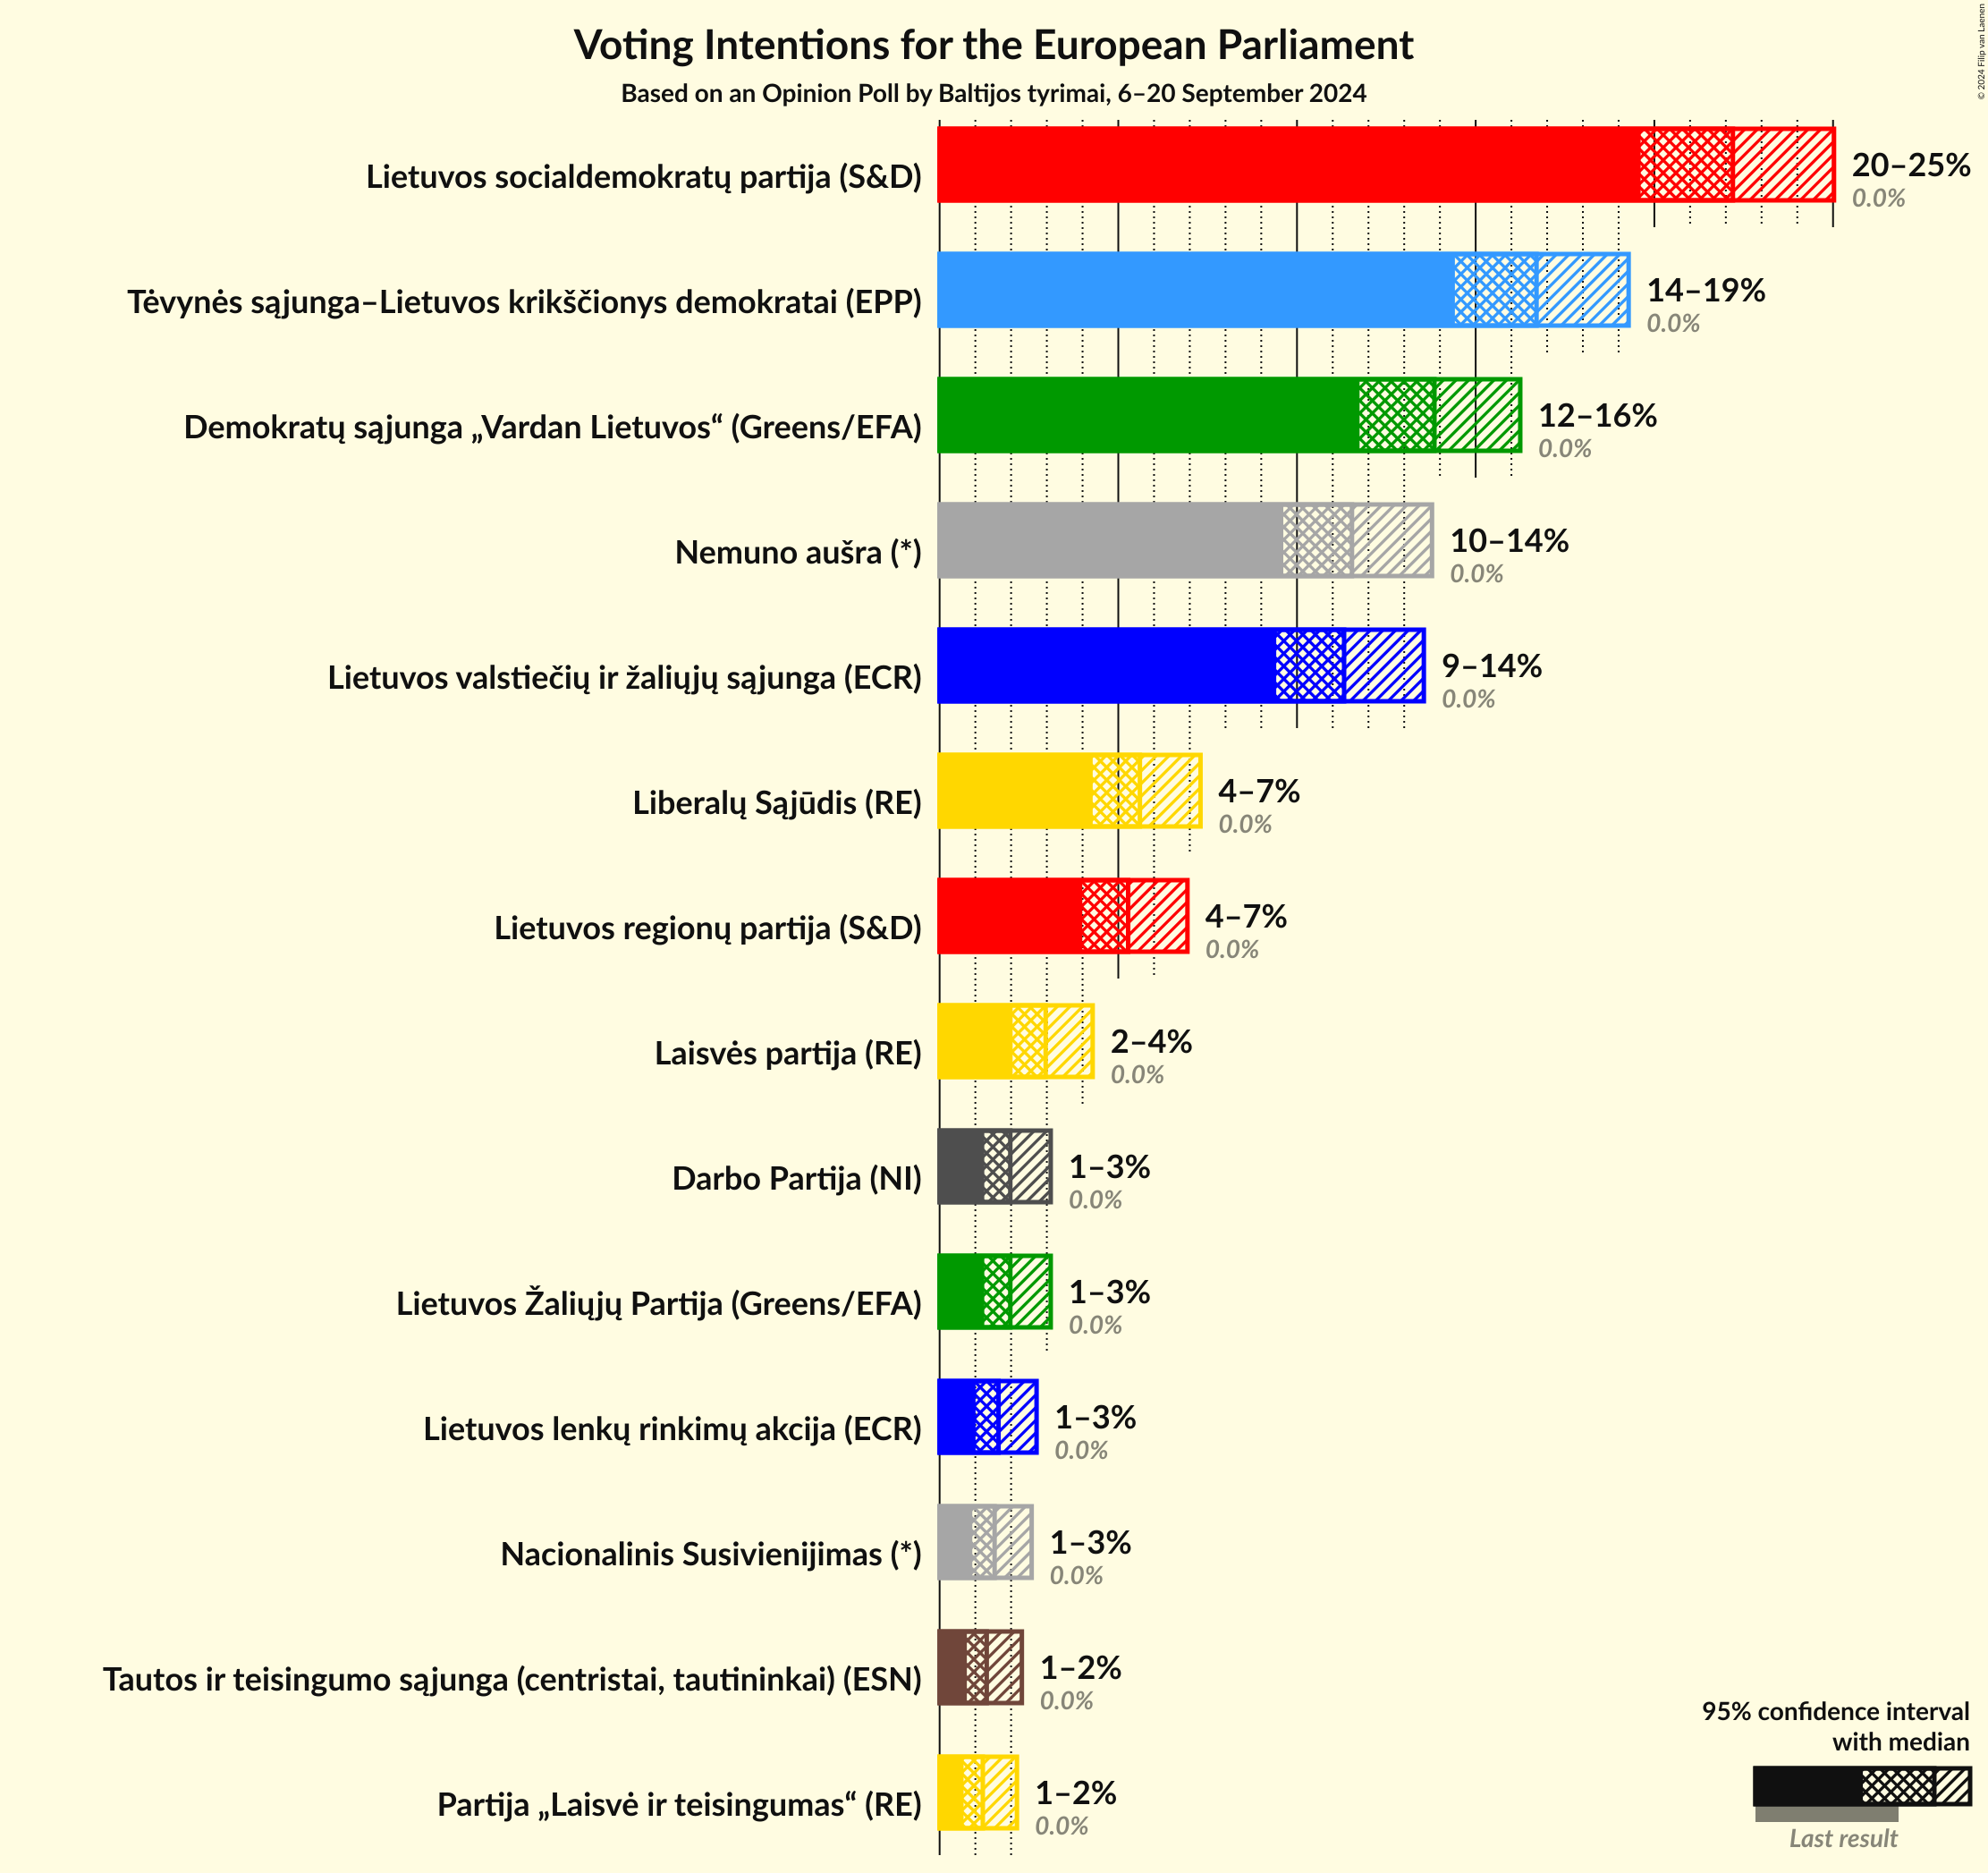 Voting Intentions for the European Parliament
Based on an Opinion Poll by Baltijos tyrimai, 6–20 September 2024
© 2024 Filip van Laenen
Lietuvos socialdemokratų partija (S&D)
20–25%
0.0%
Tėvynės sąjunga–Lietuvos krikščionys demokratai (EPP)
14–19%
0.0%
Demokratų sąjunga „Vardan Lietuvos“ (Greens/EFA)
12–16%
0.0%
Nemuno aušra (*)
10–14%
0.0%
Lietuvos valstiečių ir žaliųjų sąjunga (ECR)
9–14%
0.0%
Liberalų Sąjūdis (RE)
4–7%
0.0%
Lietuvos regionų partija (S&D)
4–7%
0.0%
Laisvės partija (RE)
2–4%
0.0%
Darbo Partija (NI)
1–3%
0.0%
Lietuvos Žaliųjų Partija (Greens/EFA)
1–3%
0.0%
Lietuvos lenkų rinkimų akcija (ECR)
1–3%
0.0%
Nacionalinis Susivienijimas (*)
1–3%
0.0%
Tautos ir teisingumo sąjunga (centristai, tautininkai) (ESN)
1–2%
0.0%
Partija „Laisvė ir teisingumas“ (RE)
1–2%
0.0%
95% confidence interval
with median
Last result